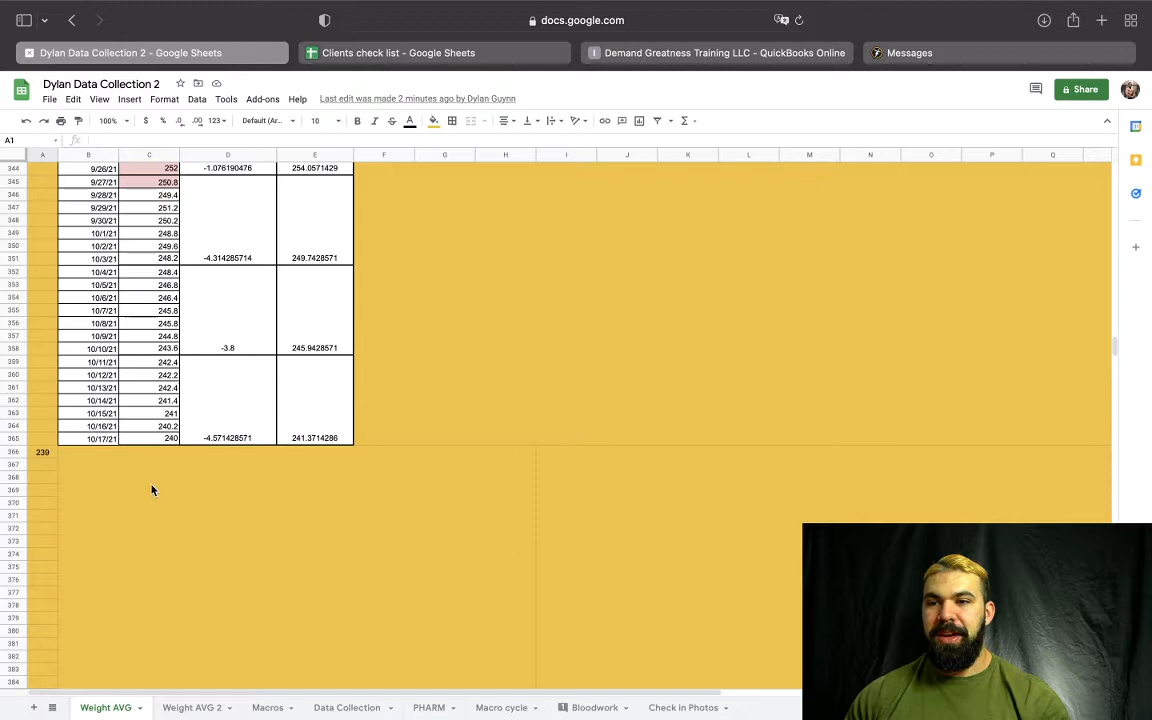 docs.google.com
Dylan Data Collection 2 - Google Sheets
Clients check list - Google Sheets
Demand Greatness Training LLC - QuickBooks Online
Messages
Dylan Data Collection 2
Share
File Edit View Insert Format Data Tools Add-ons Help Last edit was made 2 minutes ago by Dylan Guynn
100% $ % .0 .00 123 Default (Ar... 10 B I S A
A1 fx
A B C D E F G H I J K L M N O P Q
344 9/26/21 252 -1.076190476 254.0571429
345 9/27/21 250.8
346 9/28/21 249.4
347 9/29/21 251.2
348 9/30/21 250.2
349 10/1/21 248.8
350 10/2/21 249.6
351 10/3/21 248.2 -4.314285714 249.7428571
352 10/4/21 248.4
353 10/5/21 246.8
354 10/6/21 246.4
355 10/7/21 245.8
356 10/8/21 245.8
357 10/9/21 244.8
358 10/10/21 243.6 -3.8 245.9428571
359 10/11/21 242.4
360 10/12/21 242.2
361 10/13/21 242.4
362 10/14/21 241.4
363 10/15/21 241
364 10/16/21 240.2
365 10/17/21 240 -4.571428571 241.3714286
366 239
367
368
369
370
371
372
373
374
375
376
377
378
379
380
381
382
383
384
Weight AVG Weight AVG 2 Macros Data Collection PHARM Macro cycle Bloodwork Check in Photos